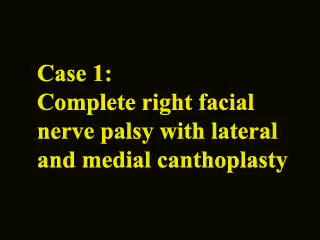 Case 1:
Complete right facial
nerve palsy with lateral
and medial canthoplasty